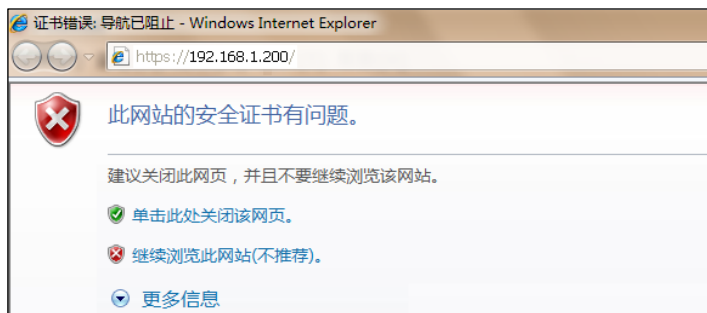 证书错误: 导航已阻止 - Windows Internet Explorer
https://192.168.1.200/
此网站的安全证书有问题。
建议关闭此网页，并且不要继续浏览该网站。
单击此处关闭该网页。
继续浏览此网站(不推荐)。
更多信息